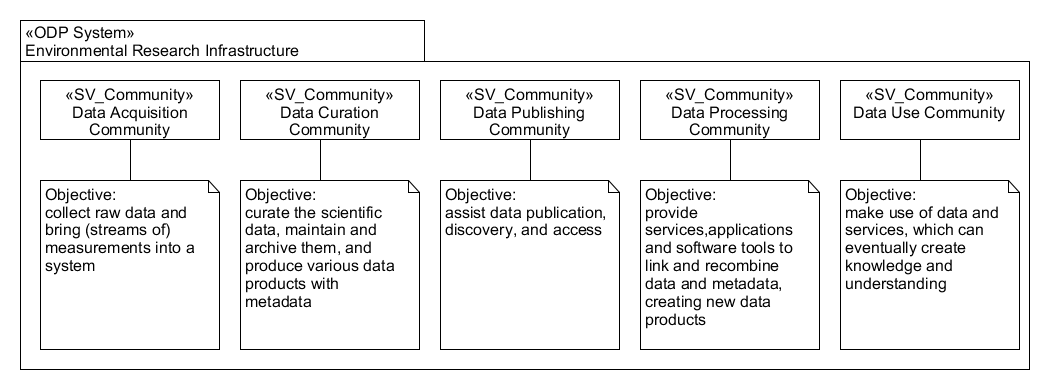 «ODP System»
Environmental Research Infrastructure
«SV_Community»
Data Acquisition
Community
«SV_Community»
Data Curation
Community
«SV_Community»
Data Publishing
Community
«SV_Community»
Data Processing
Community
«SV_Community»
Data Use Community
Objective:
collect raw data and
bring (streams of)
measurements into a
system
Objective:
curate the scientific
data, maintain and
archive them, and
produce various data
products with
metadata
Objective:
assist data publication,
discovery, and access
Objective:
provide
services,applications
and software tools to
link and recombine
data and metadata,
creating new data
products
Objective:
make use of data and
services, which can
eventually create
knowledge and
understanding